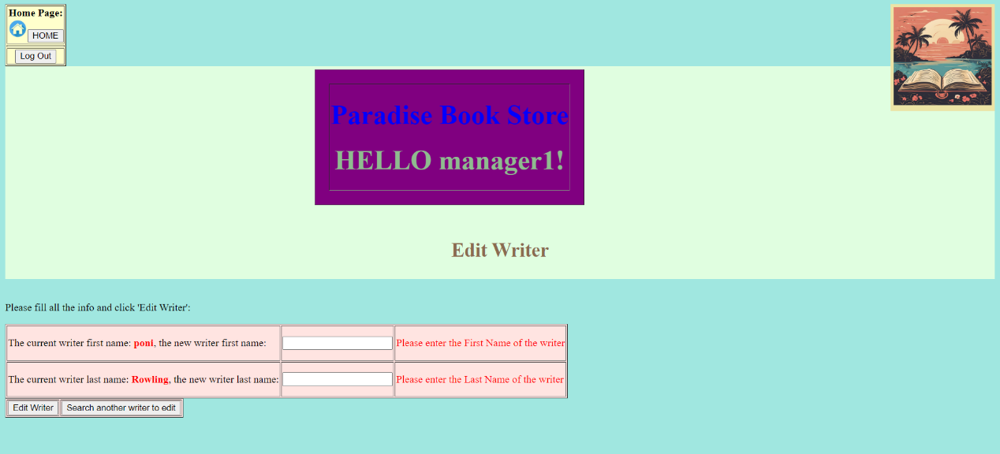 Home Page:
HOME
Log Out
Paradise Book Store
HELLO manager1!
Edit Writer
Please fill all the info and click 'Edit Writer':
The current writer first name: poni, the new writer first name: Please enter the First Name of the writer
The current writer last name: Rowling, the new writer last name: Please enter the Last Name of the writer
Edit Writer Search another writer to edit